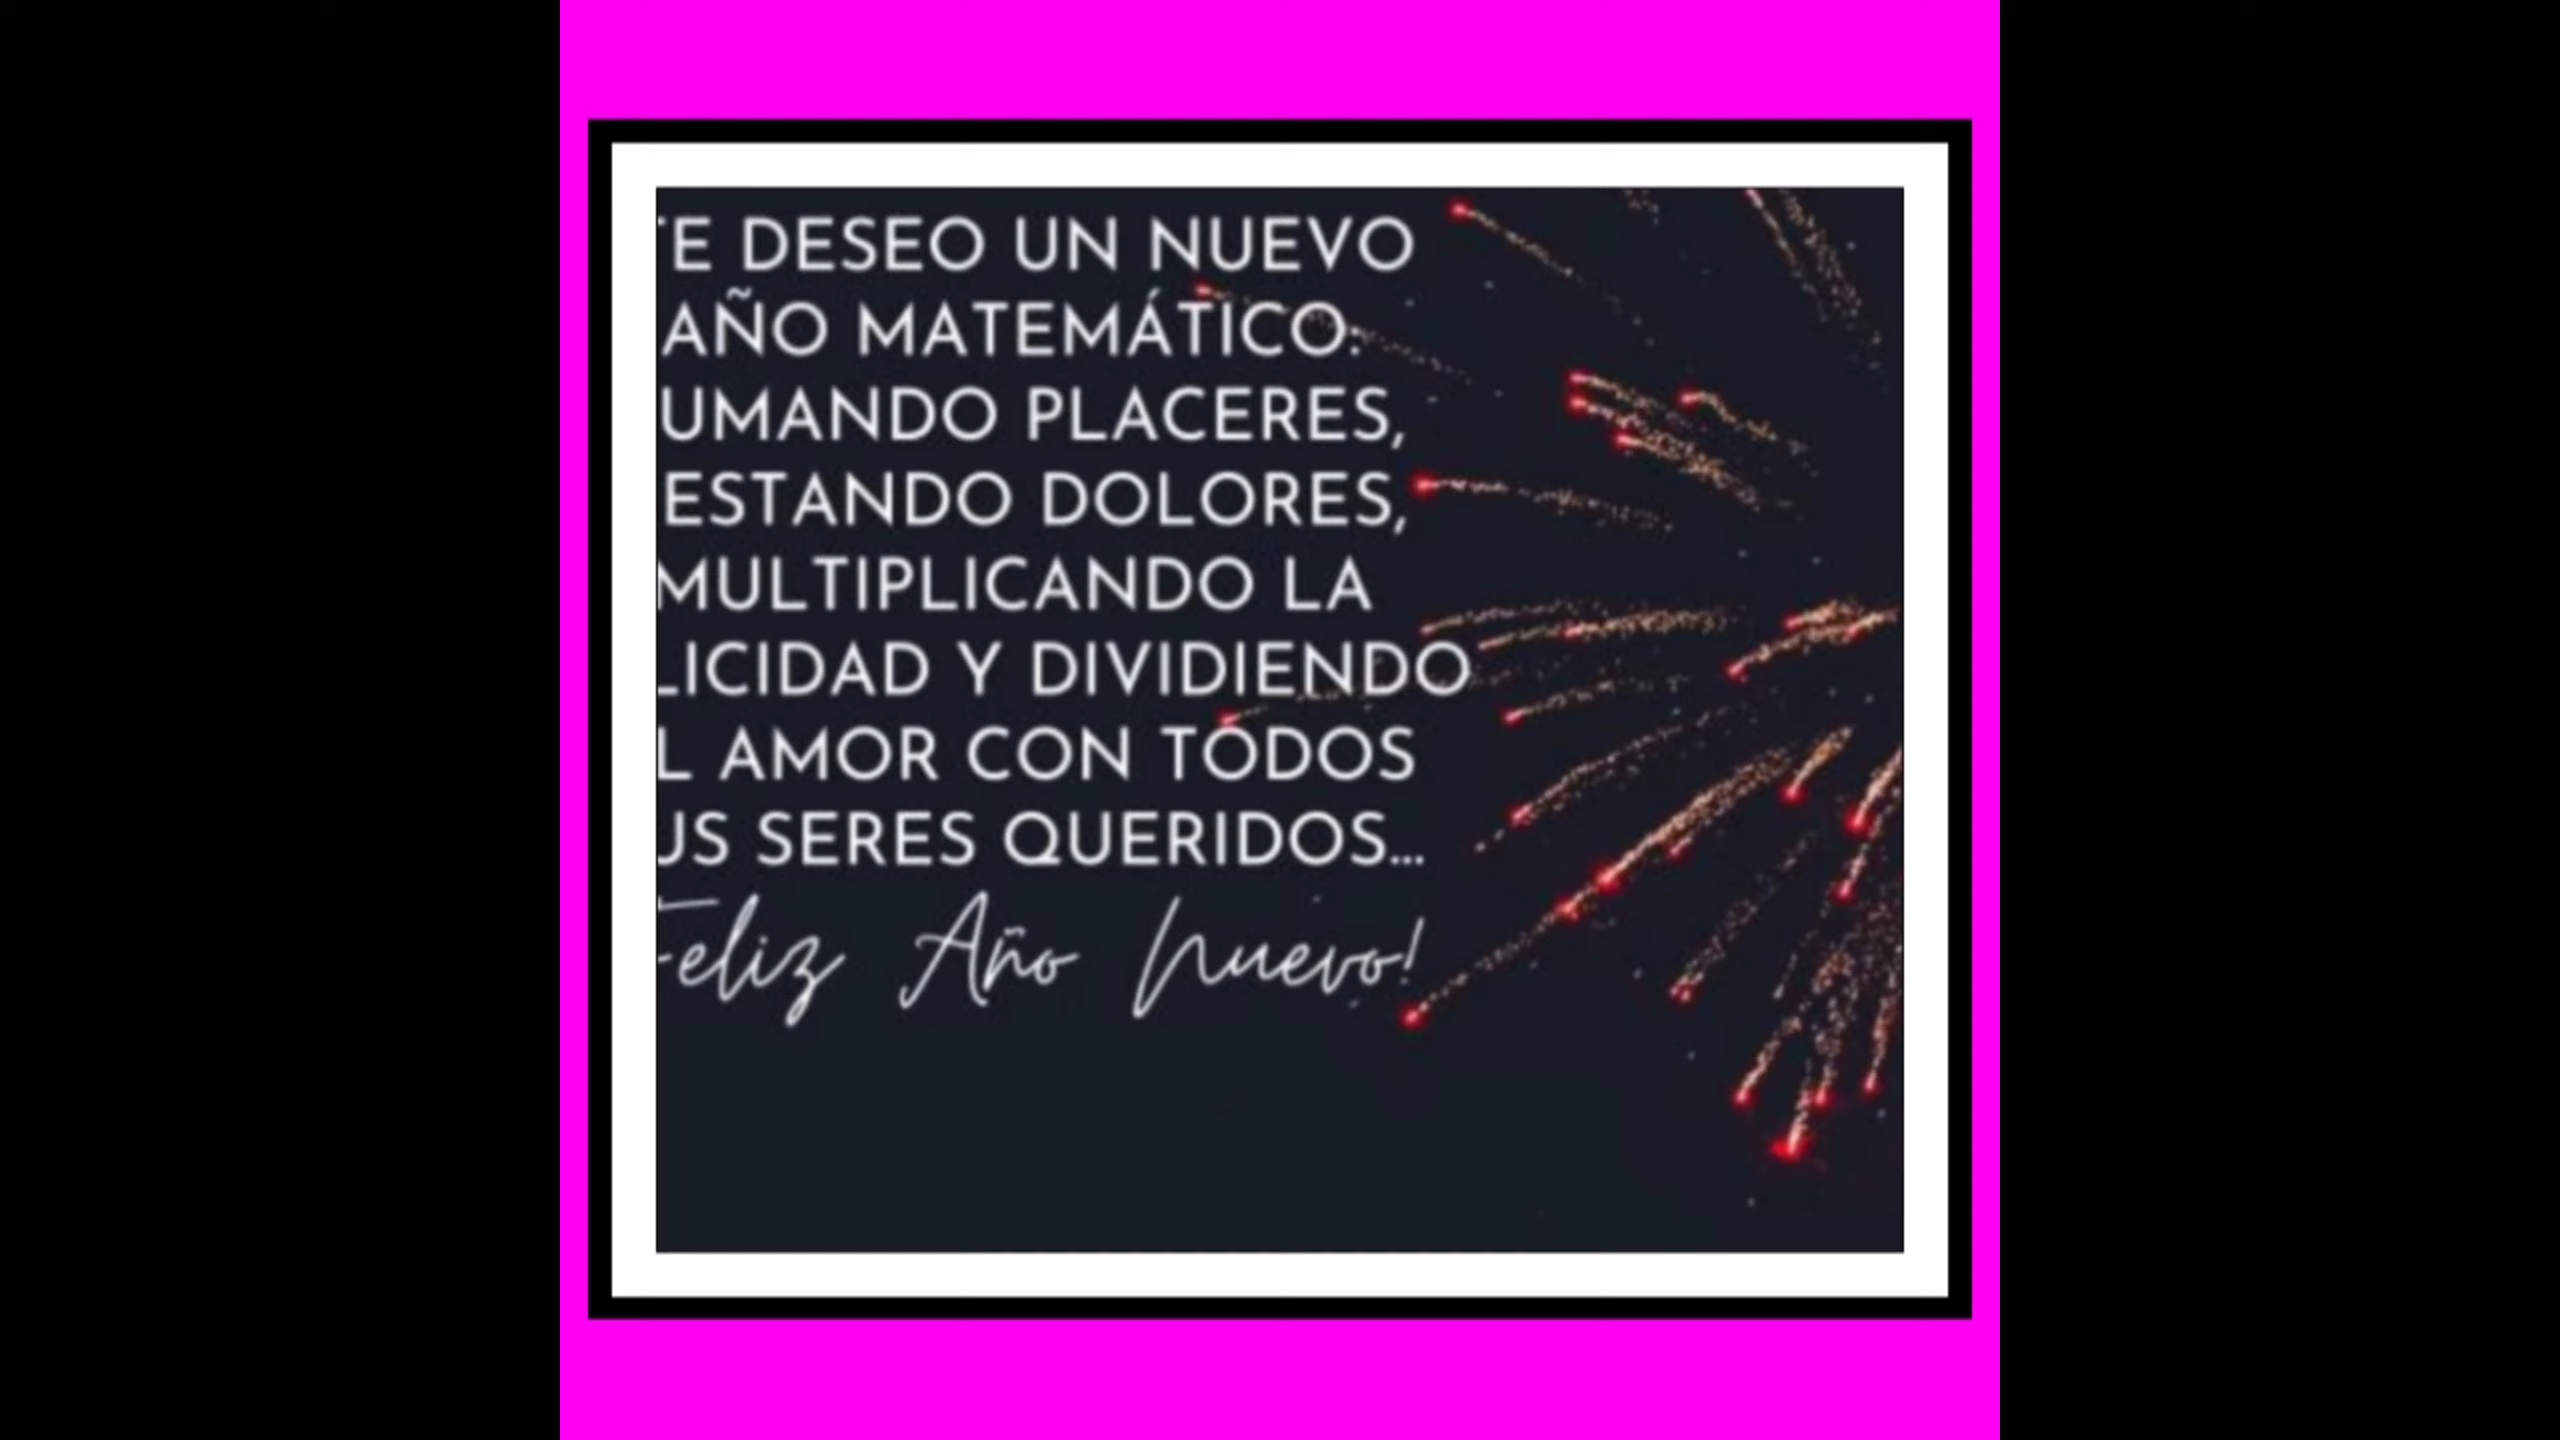 TE DESEO UN NUEVO
AÑO MATEMÁTICO:
UMANDO PLACERES,
ESTANDO DOLORES,
MULTIPLICANDO LA
LICIDAD Y DIVIDIENDO
L AMOR CON TODOS
US SERES QUERIDOS...
Feliz Año Nuevo!